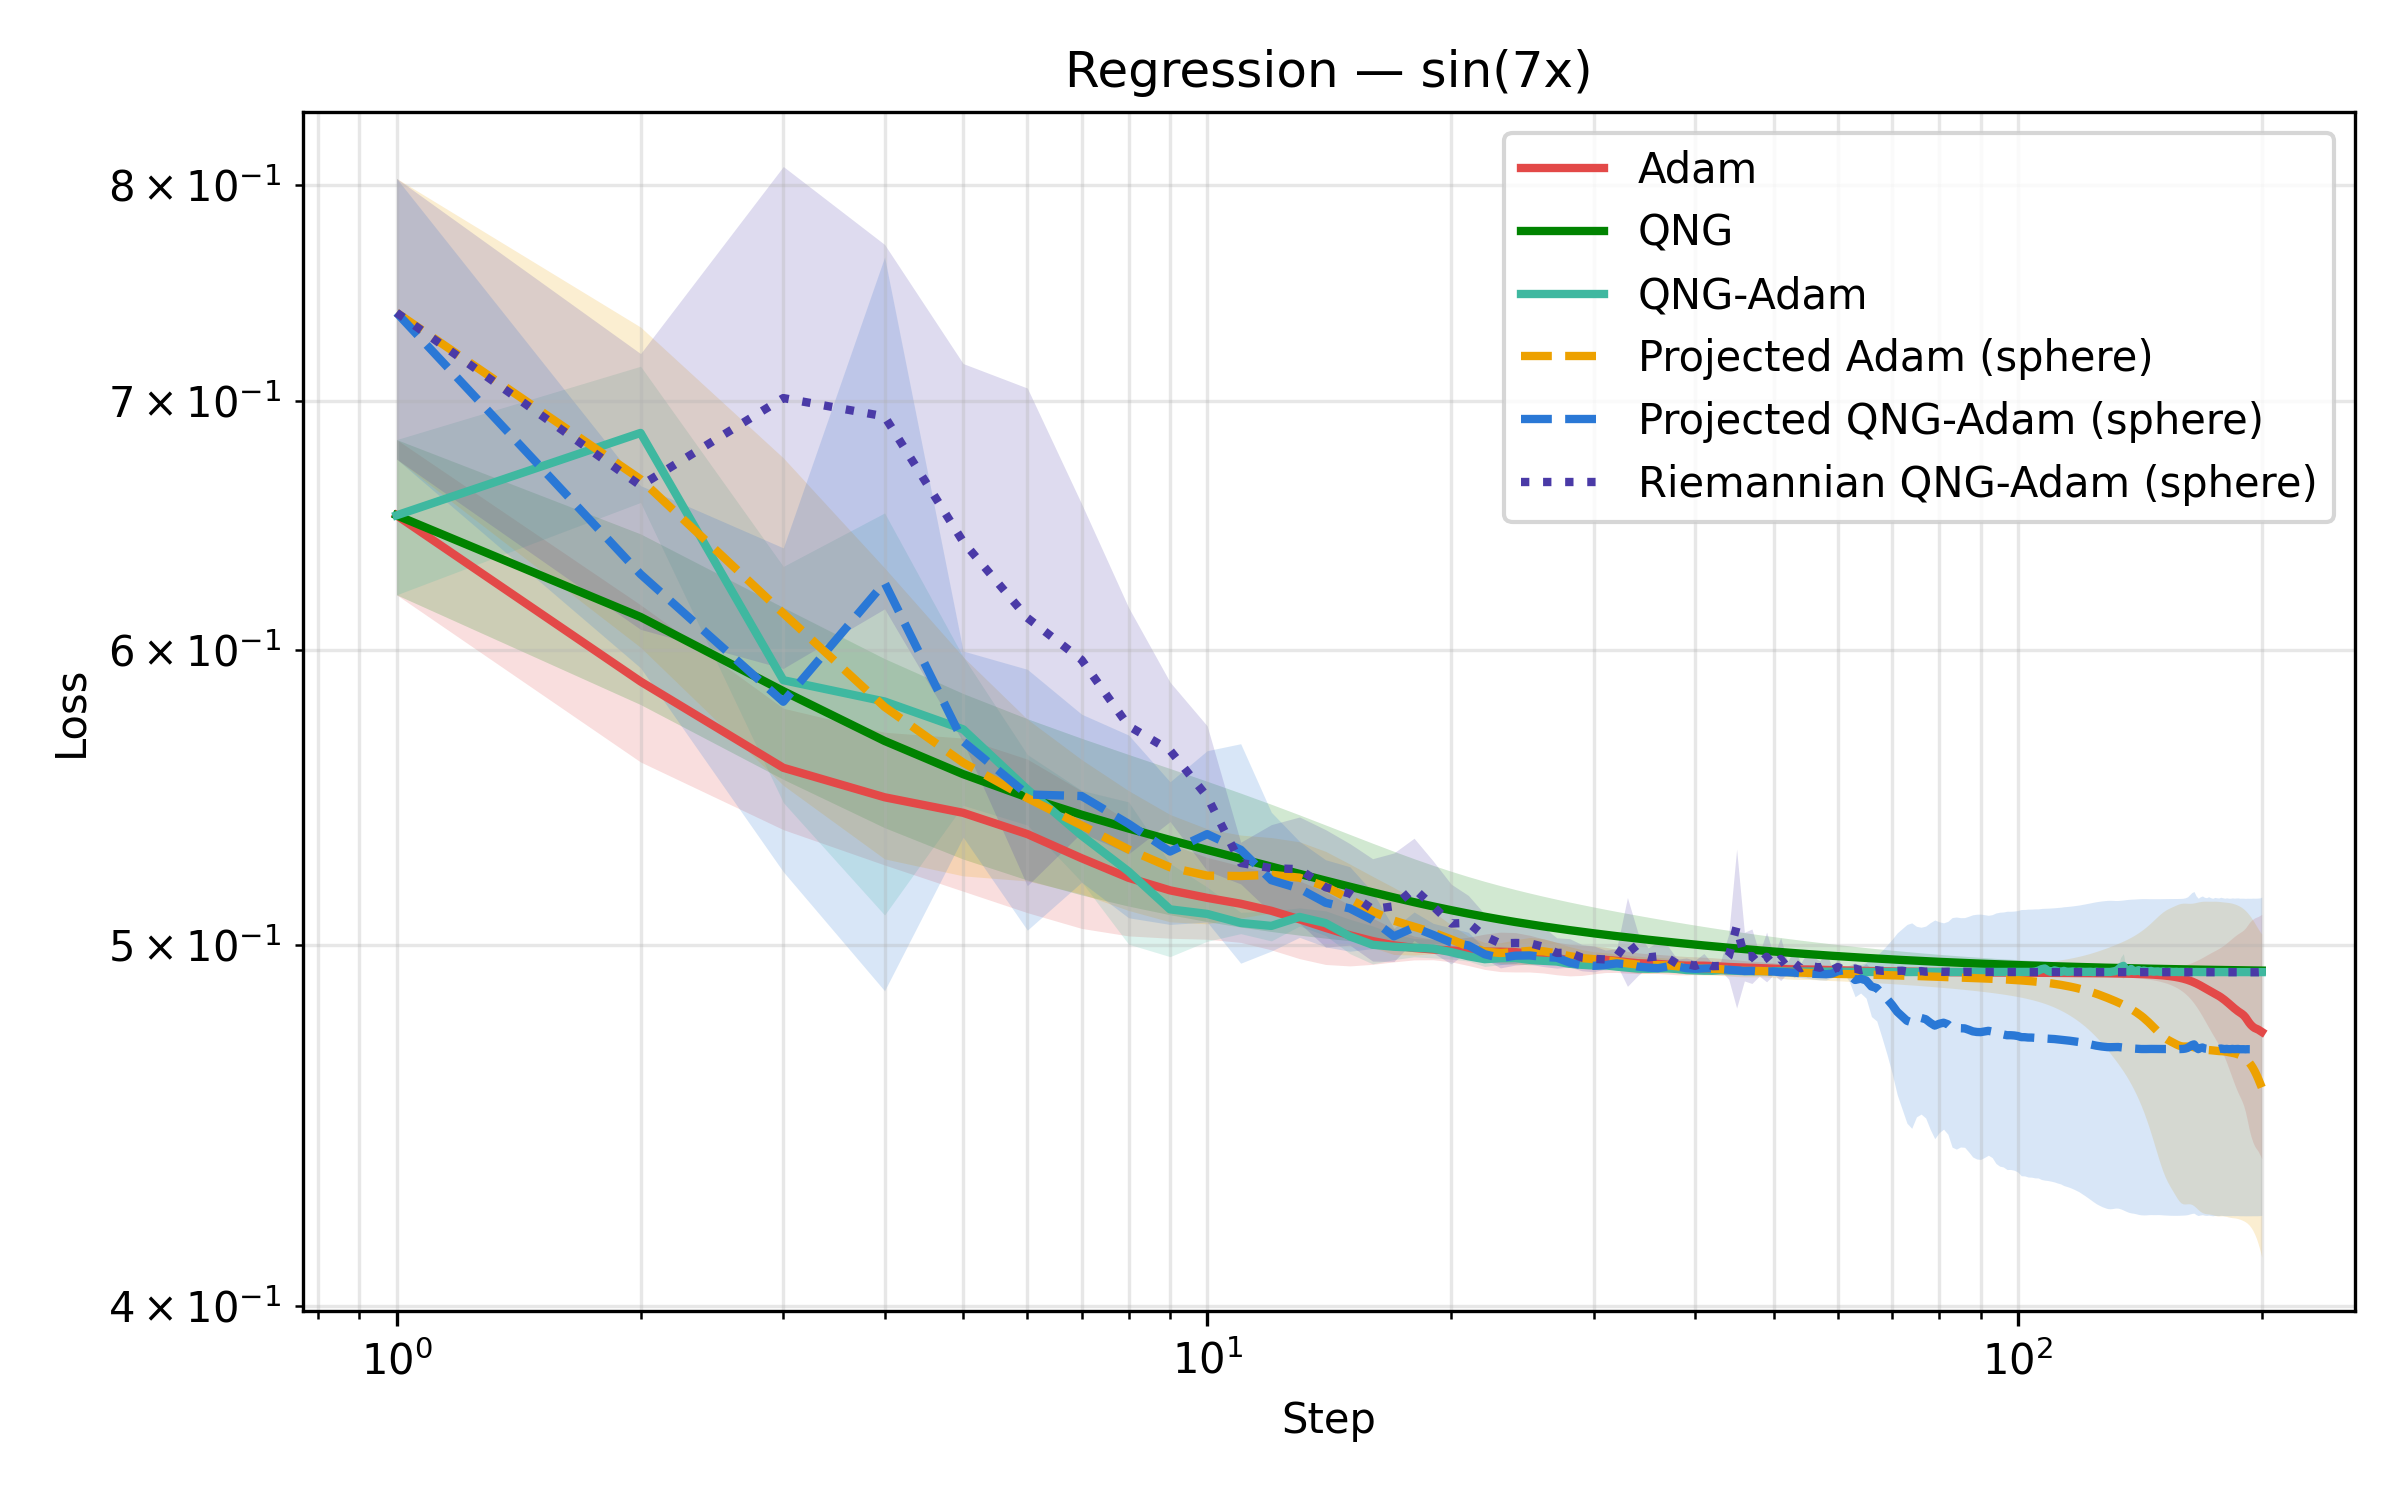 Regression — sin(7x)
8 × 10⁻¹
7 × 10⁻¹
6 × 10⁻¹
5 × 10⁻¹
4 × 10⁻¹
Loss
Adam
QNG
QNG-Adam
Projected Adam (sphere)
Projected QNG-Adam (sphere)
Riemannian QNG-Adam (sphere)
10⁰
10¹
10²
Step